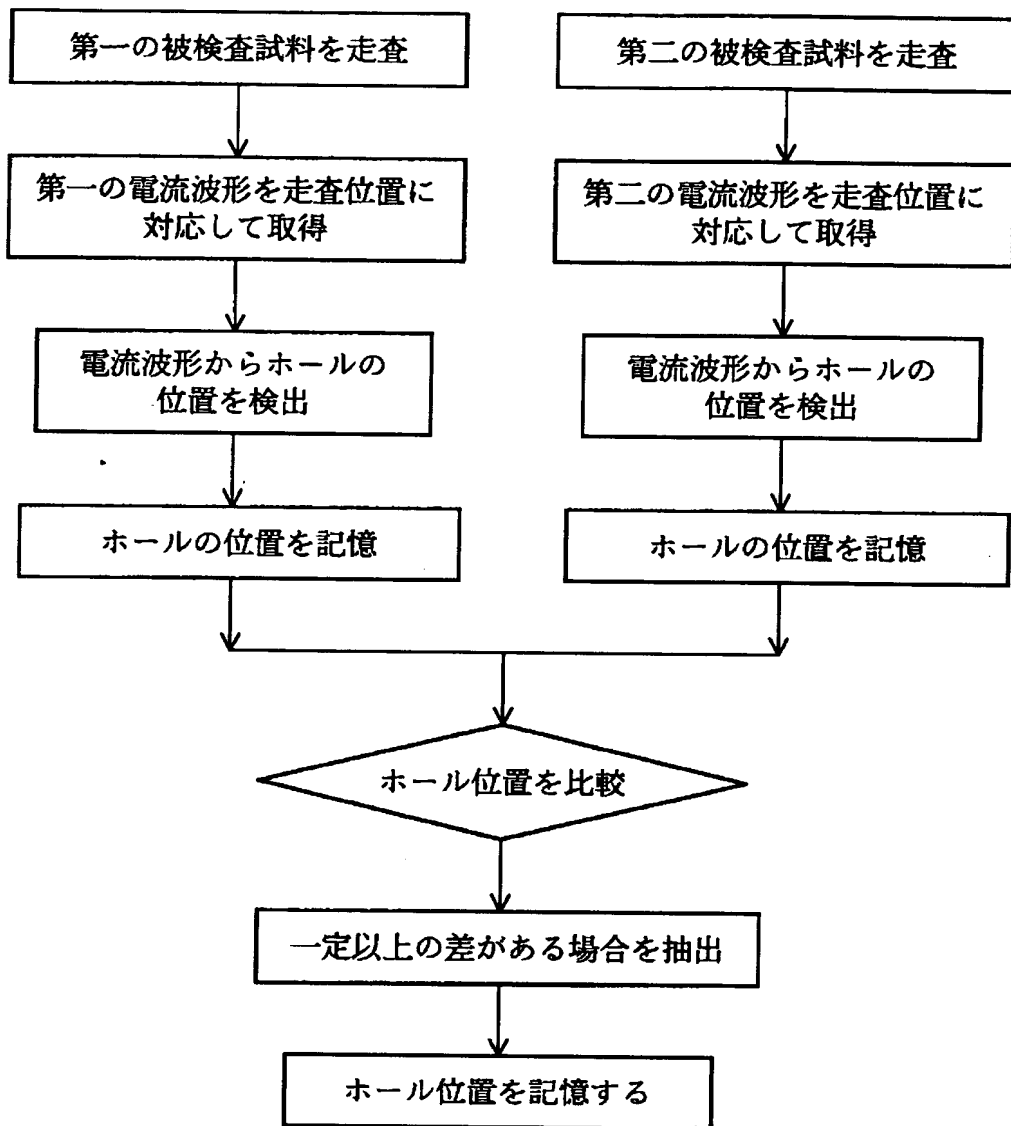 第一の被検査試料を走査
第二の被検査試料を走査
第一の電流波形を走査位置に
対応して取得
第二の電流波形を走査位置に
対応して取得
電流波形からホールの
位置を検出
電流波形からホールの
位置を検出
ホールの位置を記憶
ホールの位置を記憶
ホール位置を比較
一定以上の差がある場合を抽出
ホール位置を記憶する